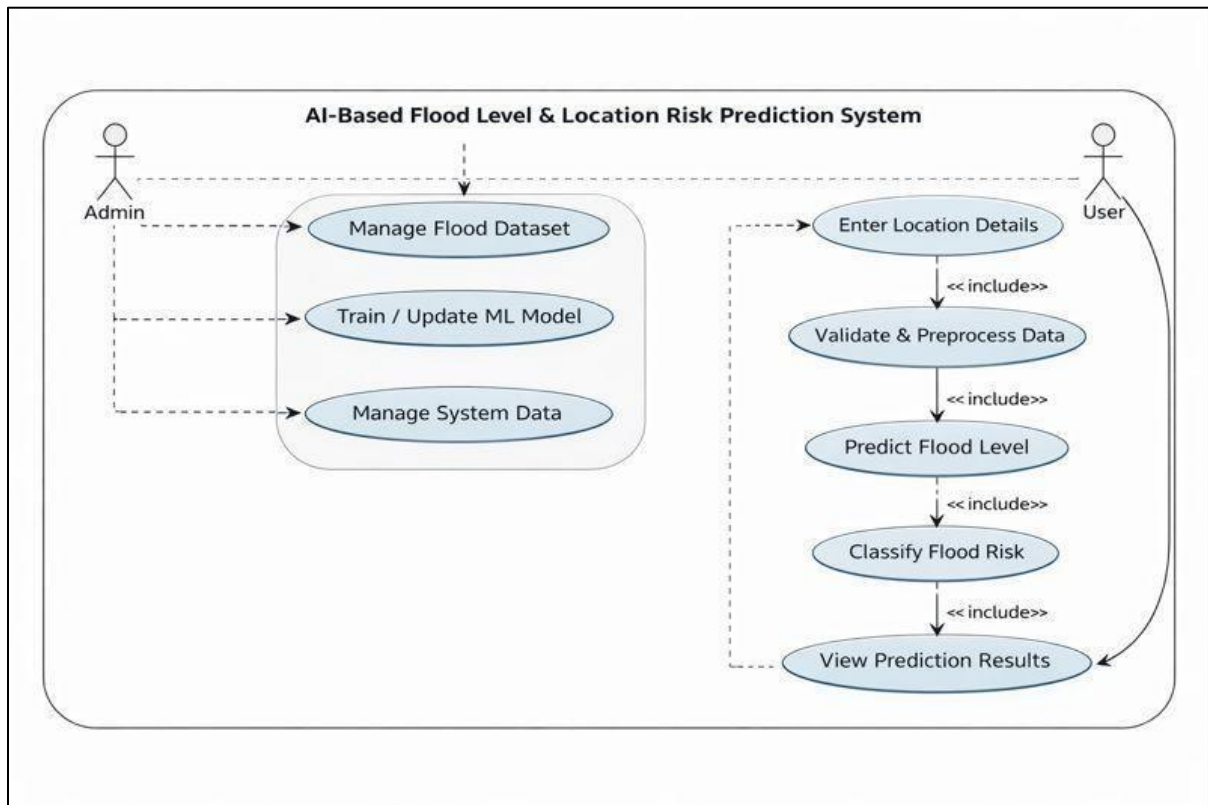 AI-Based Flood Level & Location Risk Prediction System
Admin
User
Manage Flood Dataset
Train / Update ML Model
Manage System Data
Enter Location Details
<< include>>
Validate & Preprocess Data
<< include>>
Predict Flood Level
<< include>>
Classify Flood Risk
<< include>>
View Prediction Results